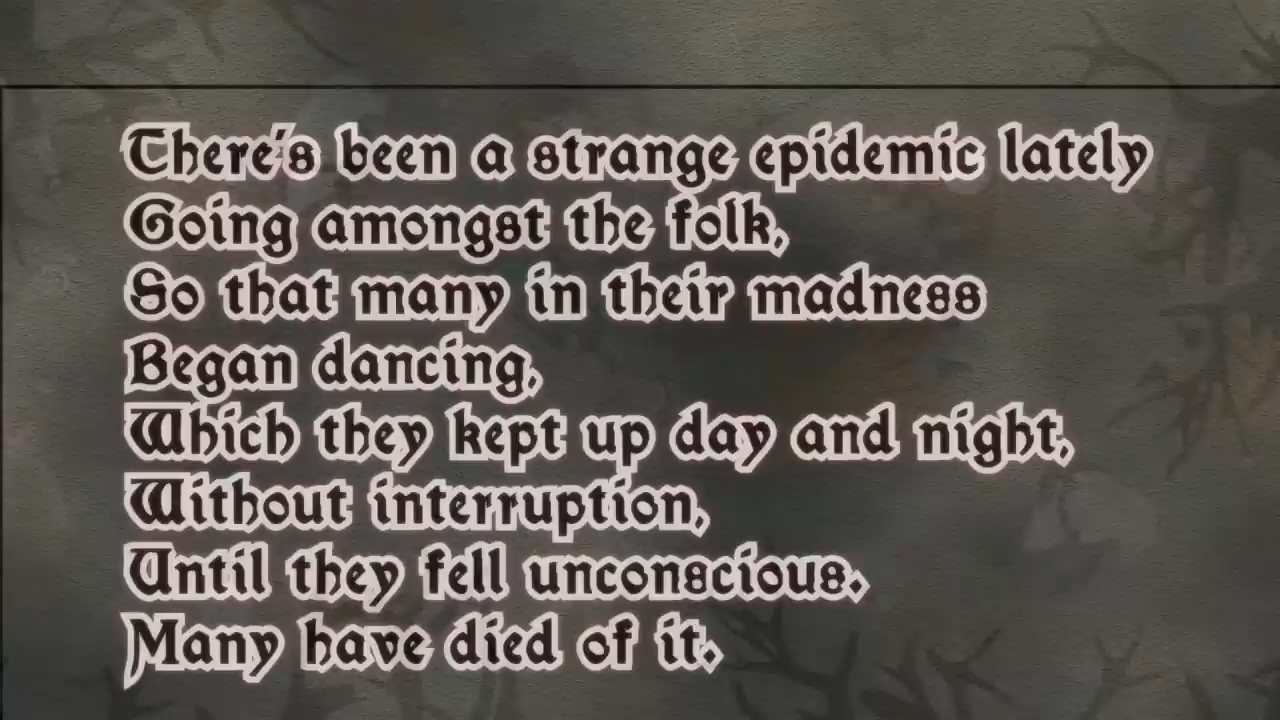 There's been a strange epidemic lately
Going amongst the folk,
So that many in their madness
Began dancing,
Which they kept up day and night,
Without interruption,
Until they fell unconscious.
Many have died of it.